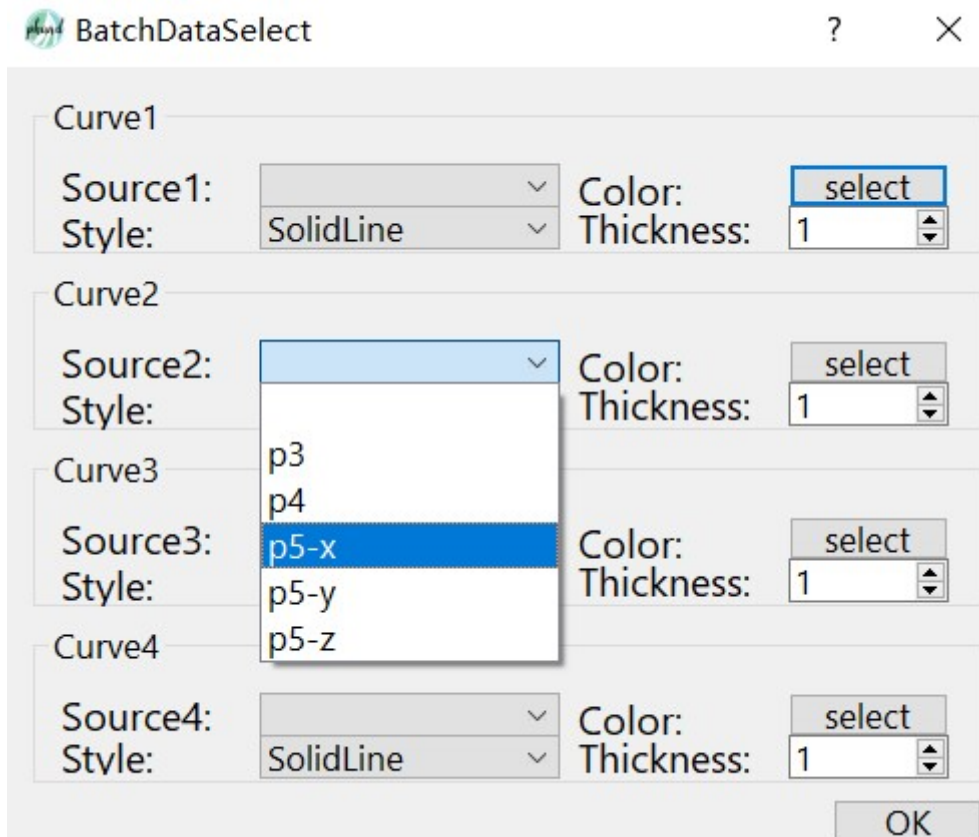 BatchDataSelect ?
Curve1
Source1: Color: select
Style: SolidLine Thickness: 1
Curve2
Source2: Color: select
Style: Thickness: 1
p3
p4
Curve3
Source3: p5-x Color: select
Style: p5-y Thickness: 1
p5-z
Curve4
Source4: Color: select
Style: SolidLine Thickness: 1
OK